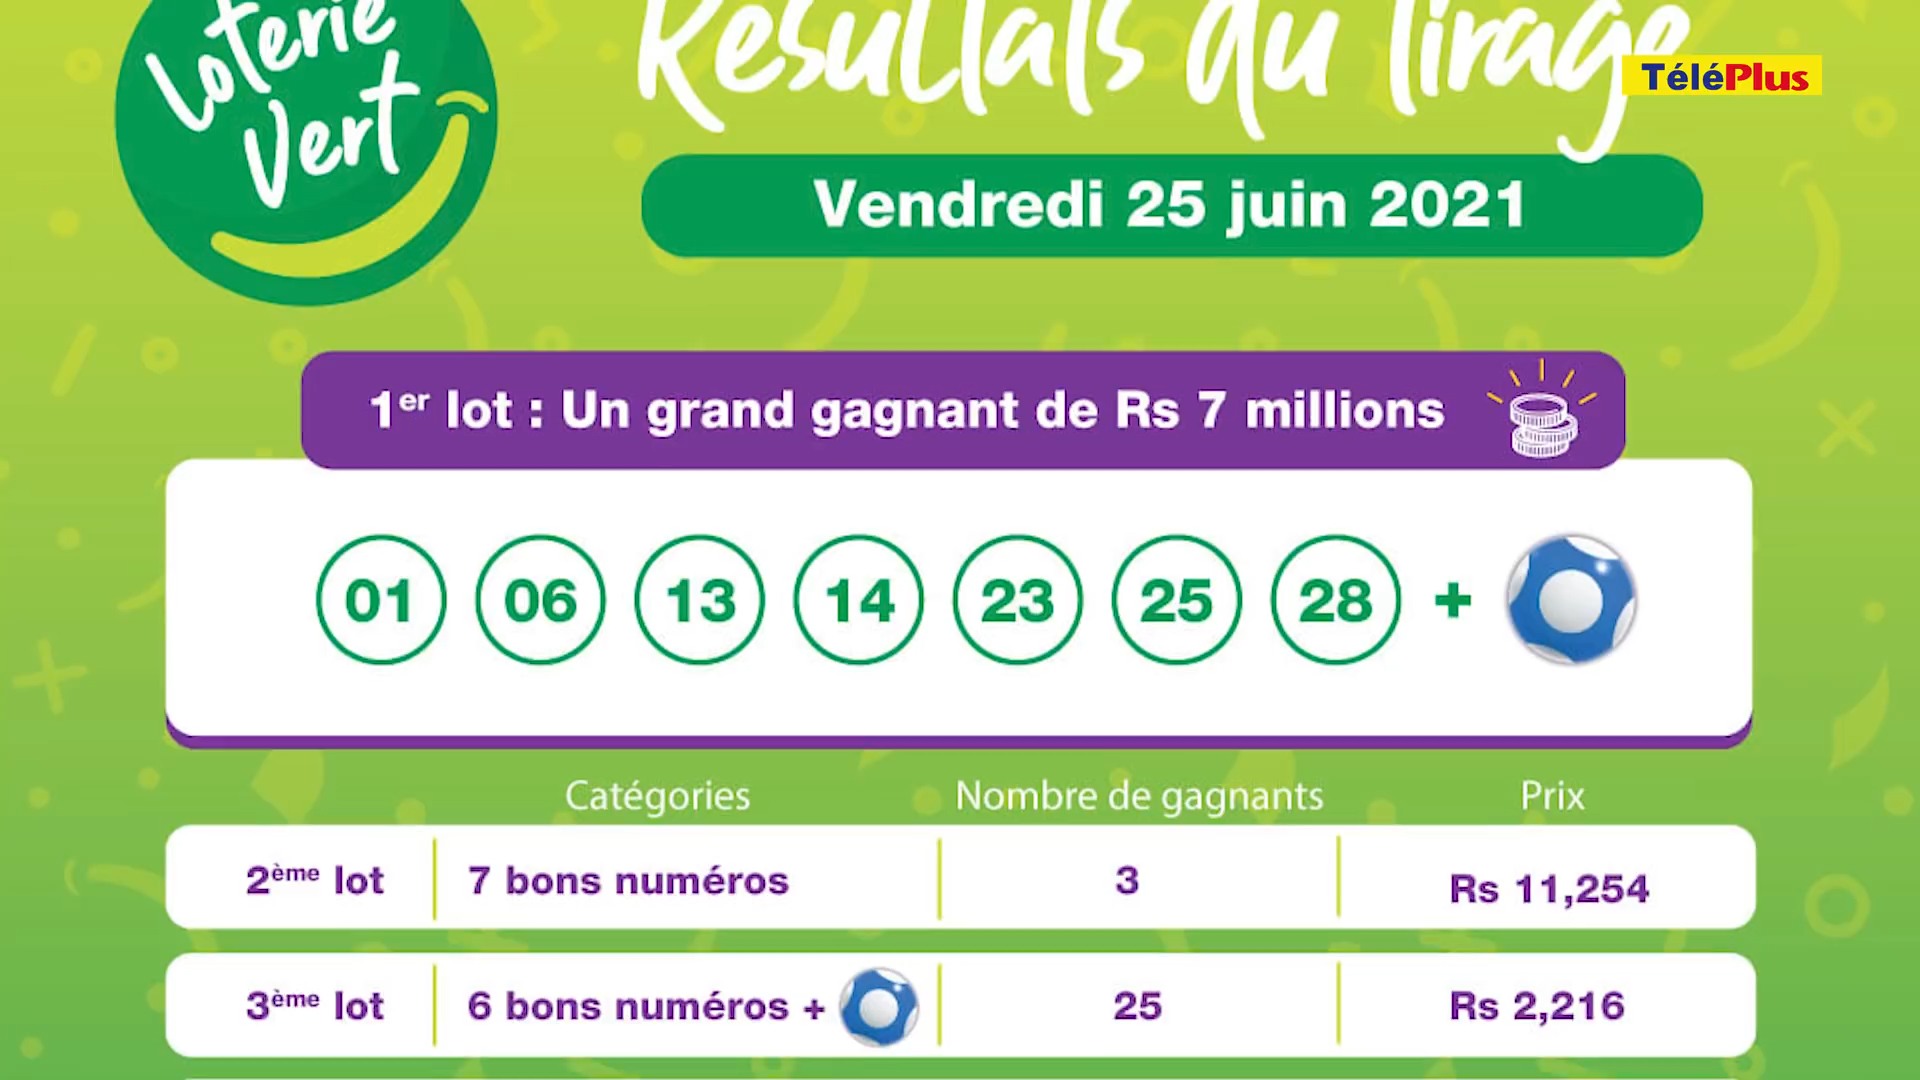 Loterie
Vert
Résultats du tirage
TéléPlus
Vendredi 25 juin 2021
1er lot : Un grand gagnant de Rs 7 millions
01 06 13 14 23 25 28 +
Catégories Nombre de gagnants Prix
2ème lot 7 bons numéros 3 Rs 11,254
3ème lot 6 bons numéros + 25 Rs 2,216